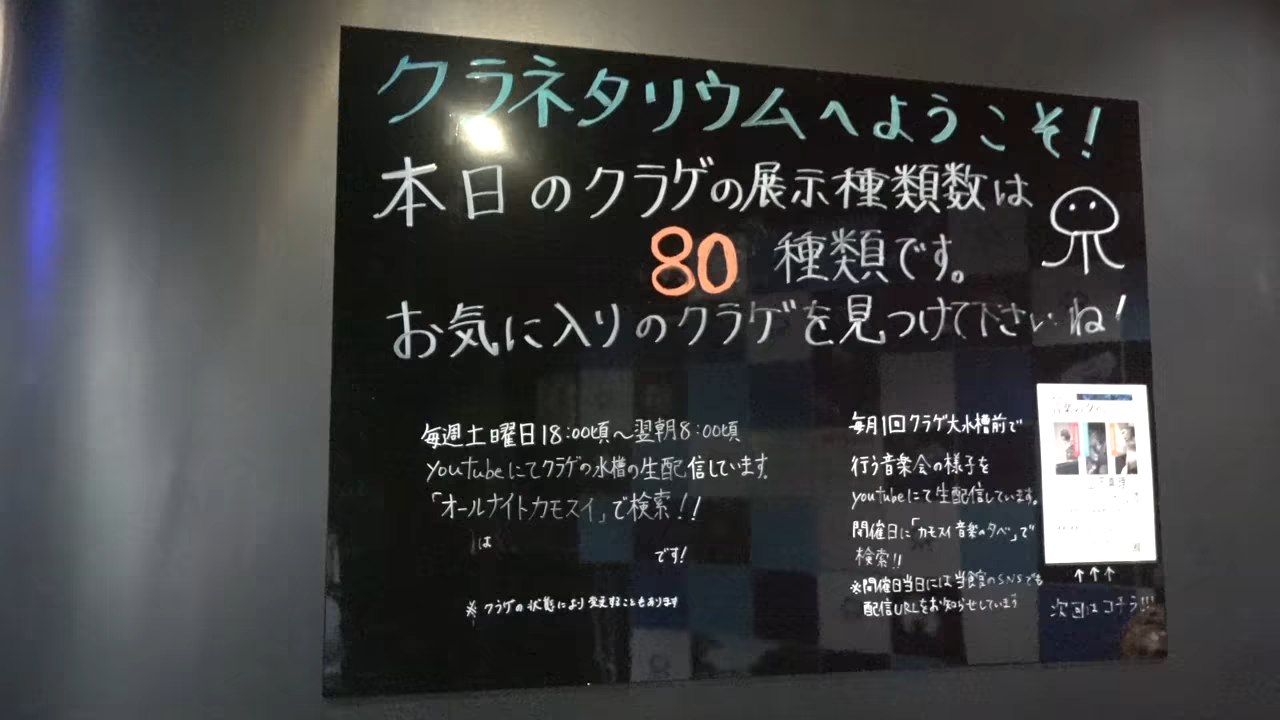 クラネタリウムへようこそ!
本日のクラゲの展示種類数は
80 種類です。
お気に入りのクラゲを見つけて下さいね!
毎週土曜日18:00頃~翌朝8:00頃
youtubeにてクラゲの水槽の生配信しています。
「オールナイトカモスイ」で検索!!
は
です!
※クラゲの状態により変更することもあります
毎月1回クラゲ大水槽前で
行う音楽会の様子を
youtubeにて生配信しています。
開催日に「カモスイ音楽の夕べ」で
検索!!
※開催日当日には当館のSNSでも
配信URLをお知らせしています
↑↑↑
次回はコチラ!!!